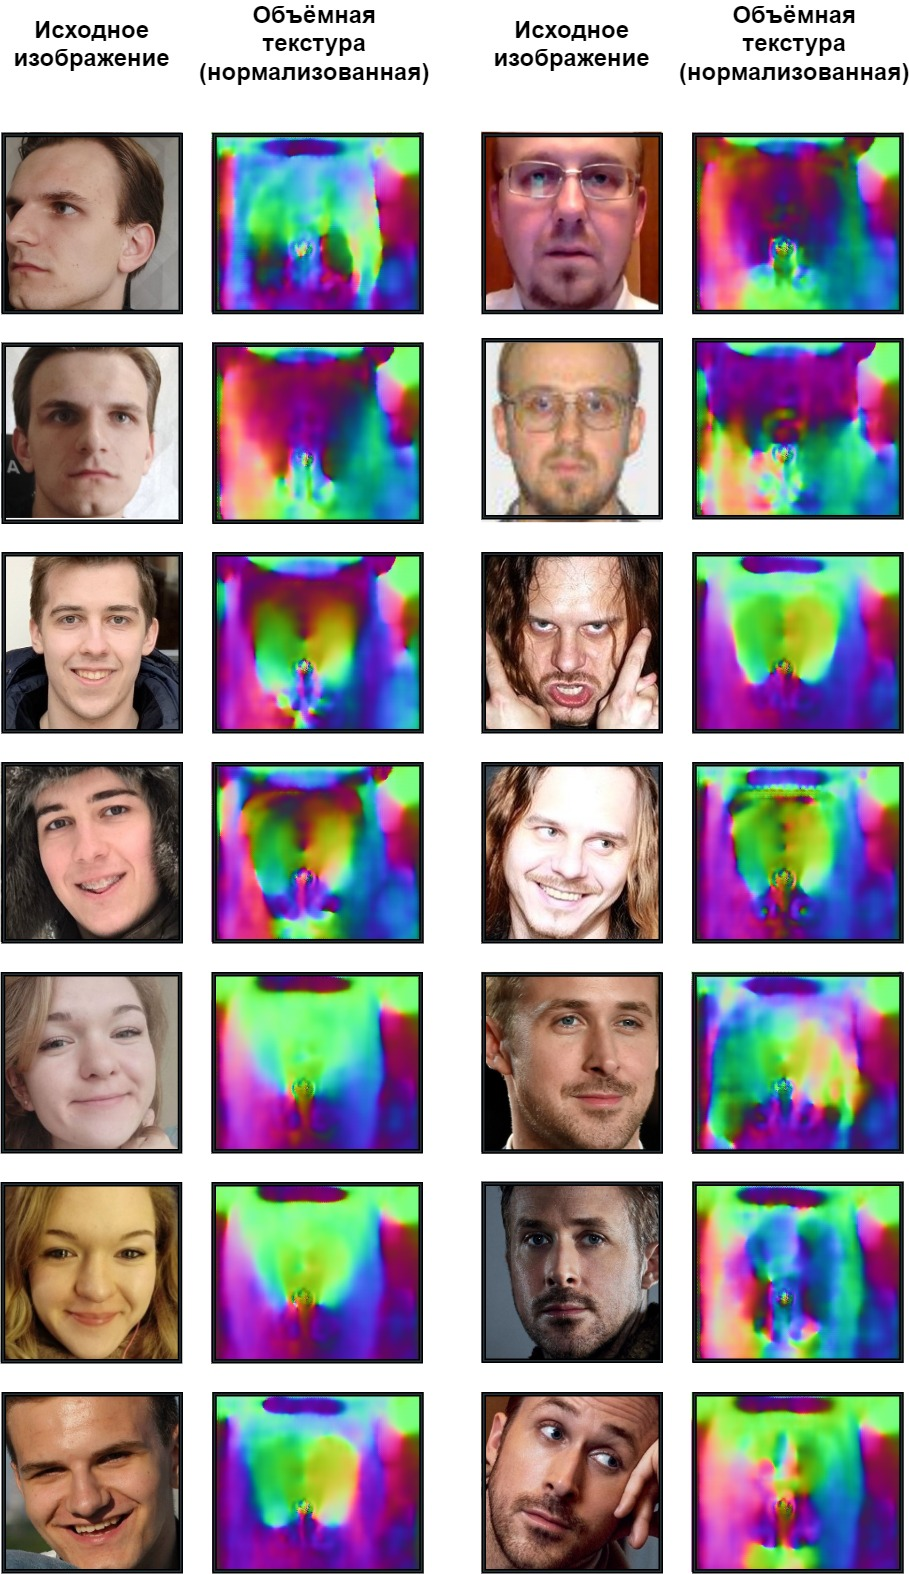 Исходное
изображение
Объёмная
текстура
(нормализованная)
Исходное
изображение
Объёмная
текстура
(нормализованная)
A